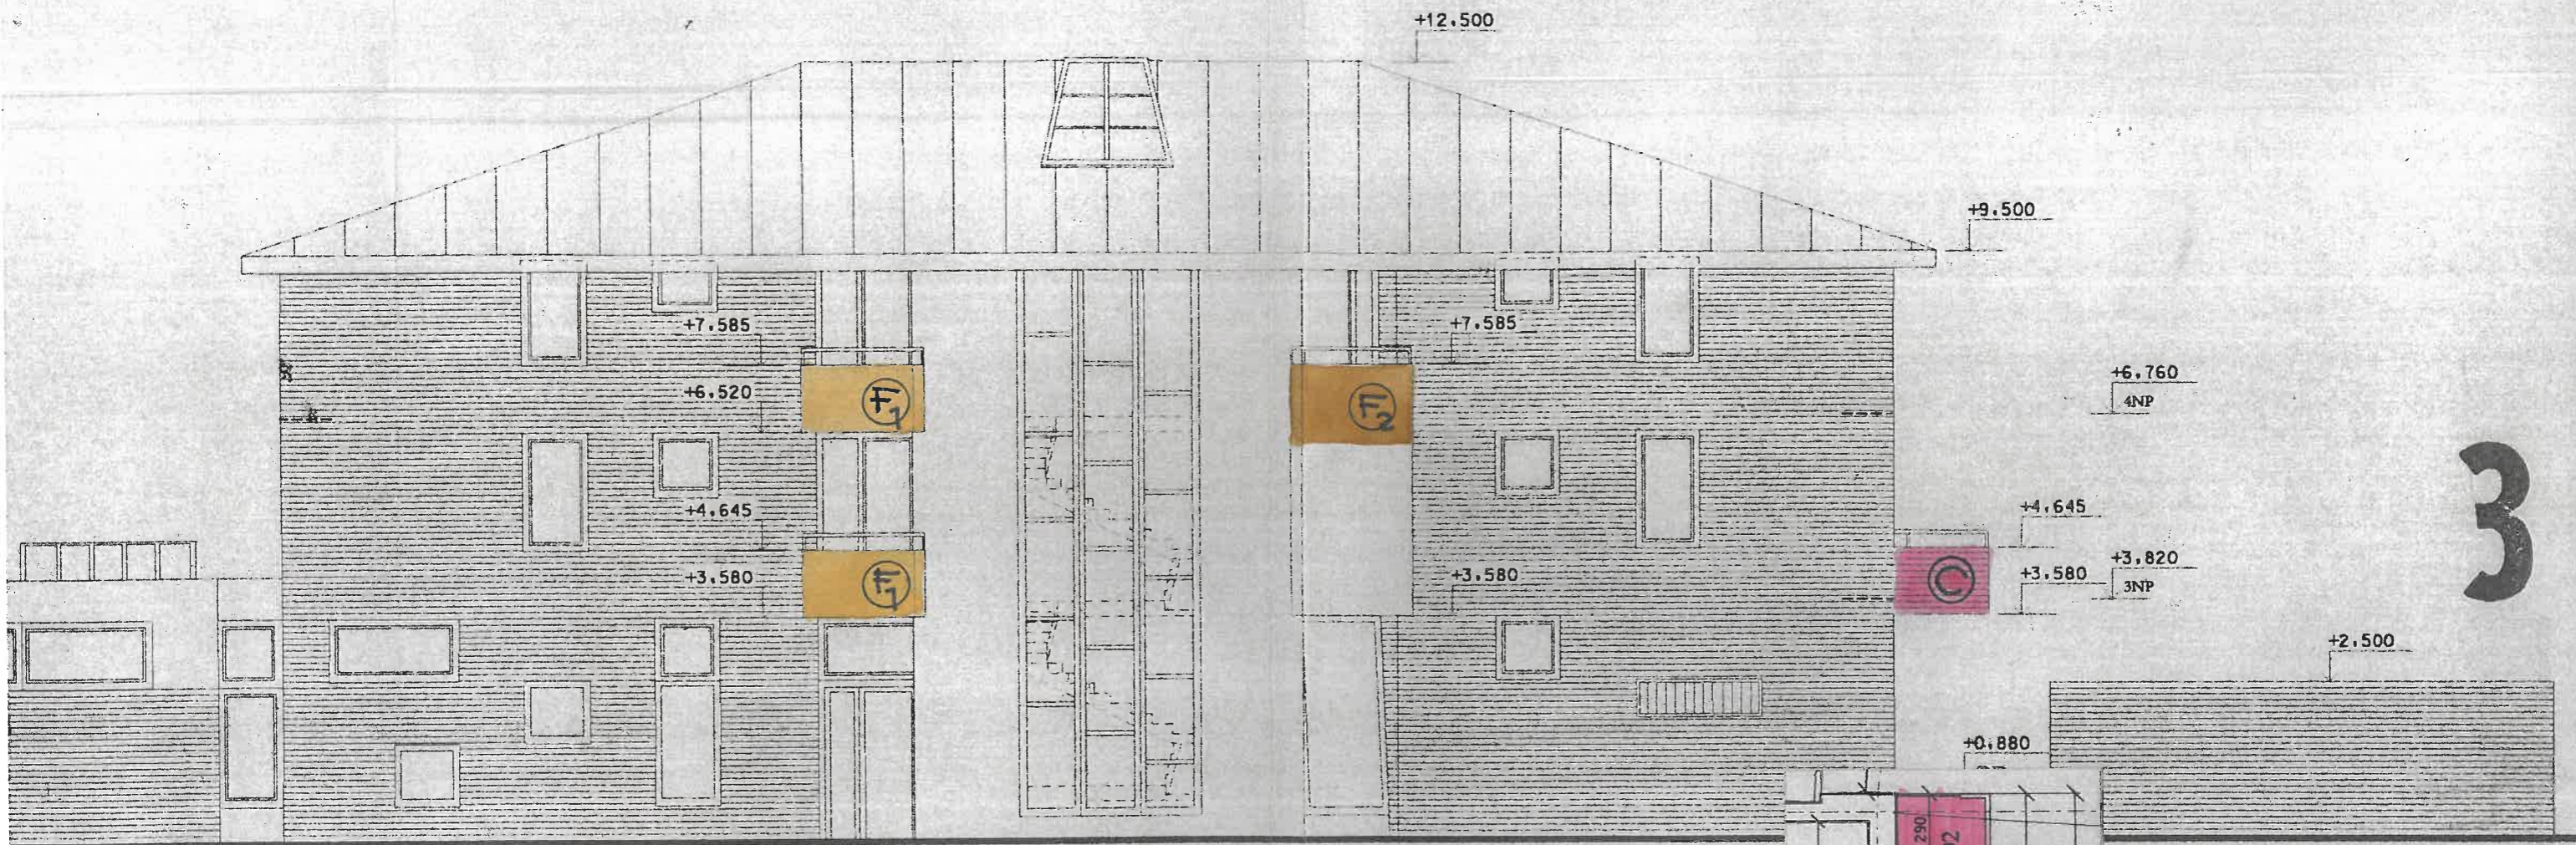 +12.500
+9.500
+7.585
+7.585
+6.760
4NP
+6.520
F1
F2
+4.645
+4.645
+3.820
3NP
+3.580
F1
+3.580
C
+3.580
3
+2.500
+0.880
290